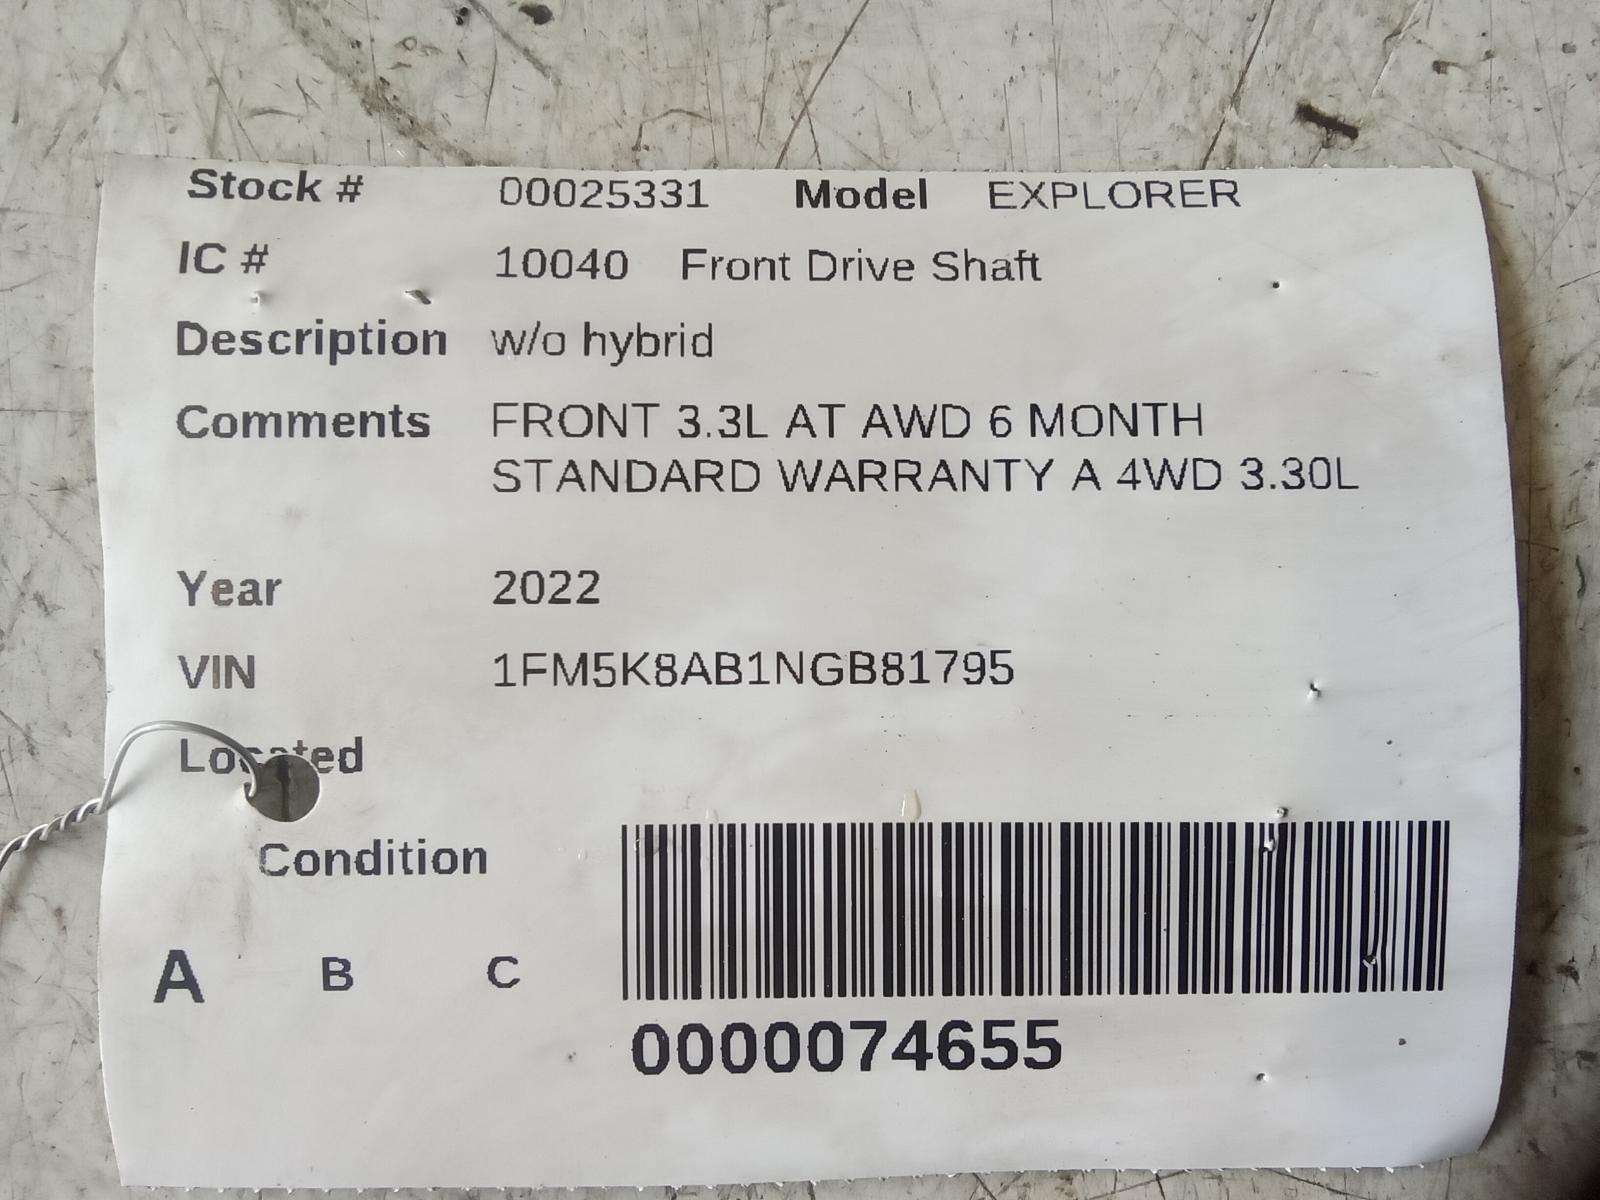 Stock # 00025331 Model EXPLORER
IC # 10040 Front Drive Shaft
Description w/o hybrid
Comments FRONT 3.3L AT AWD 6 MONTH
STANDARD WARRANTY A 4WD 3.30L
Year 2022
VIN 1FM5K8AB1NGB81795
Located
Condition
A B C
0000074655